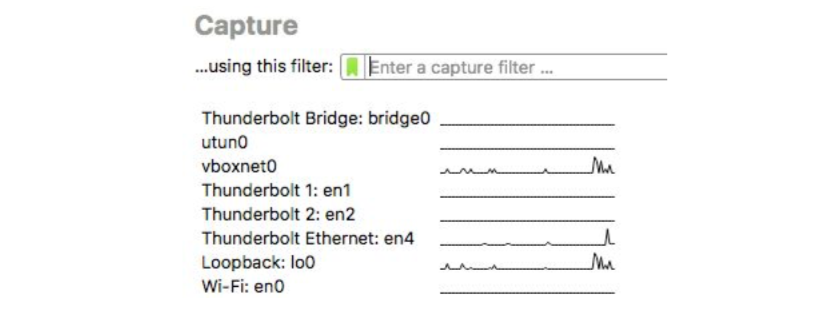 Capture
...using this filter: Enter a capture filter ...
Thunderbolt Bridge: bridge0
utun0
vboxnet0
Thunderbolt 1: en1
Thunderbolt 2: en2
Thunderbolt Ethernet: en4
Loopback: lo0
Wi-Fi: en0